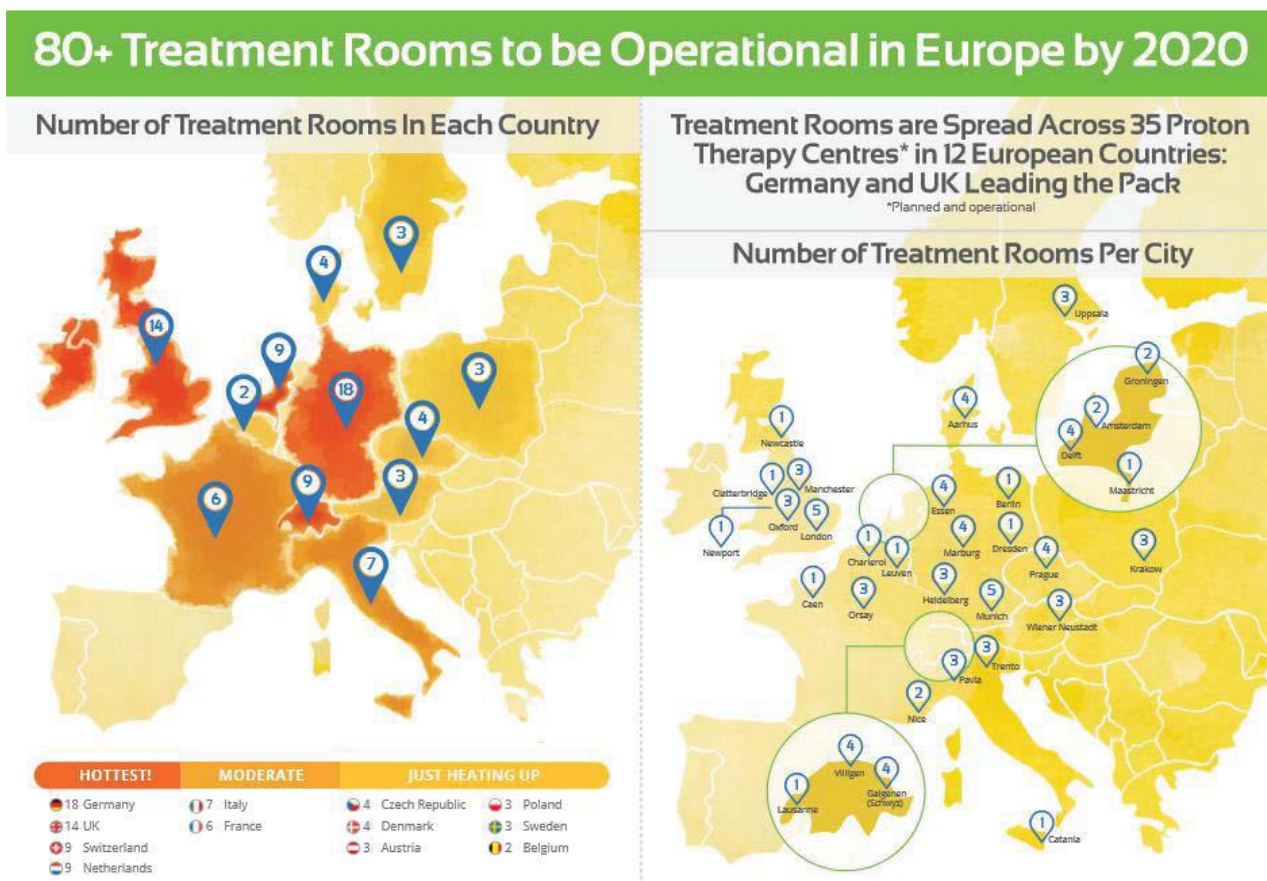 80+ Treatment Rooms to be Operational in Europe by 2020
Number of Treatment Rooms In Each Country
3
4
14
9
2
18
3
4
9
3
6
7
HOTTEST!
MODERATE
JUST HEATING UP
18 Germany
14 UK
9 Switzerland
9 Netherlands
7 Italy
6 France
4 Czech Republic
4 Denmark
3 Austria
3 Poland
3 Sweden
2 Belgium
Treatment Rooms are Spread Across 35 Proton
Therapy Centres* in 12 European Countries:
Germany and UK Leading the Pack
*Planned and operational
Number of Treatment Rooms Per City
3
Uppsala
2
Groningen
2
Amsterdam
4
Delft
1
Maastricht
4
Aarhus
1
Newcastle
1
Clatterbridge
3
Manchester
3
Oxford
5
London
1
Newport
4
Essen
1
Berlin
4
Marburg
1
Dresden
4
Prague
3
Krakow
1
Charleroi
1
Leuven
1
Caen
3
Orsay
3
Heidelberg
5
Munich
3
Wiener Neustadt
3
Trento
3
Pavia
2
Nice
4
Villigen
1
Lausanne
4
Galgenen
(Schwyz)
1
Catania